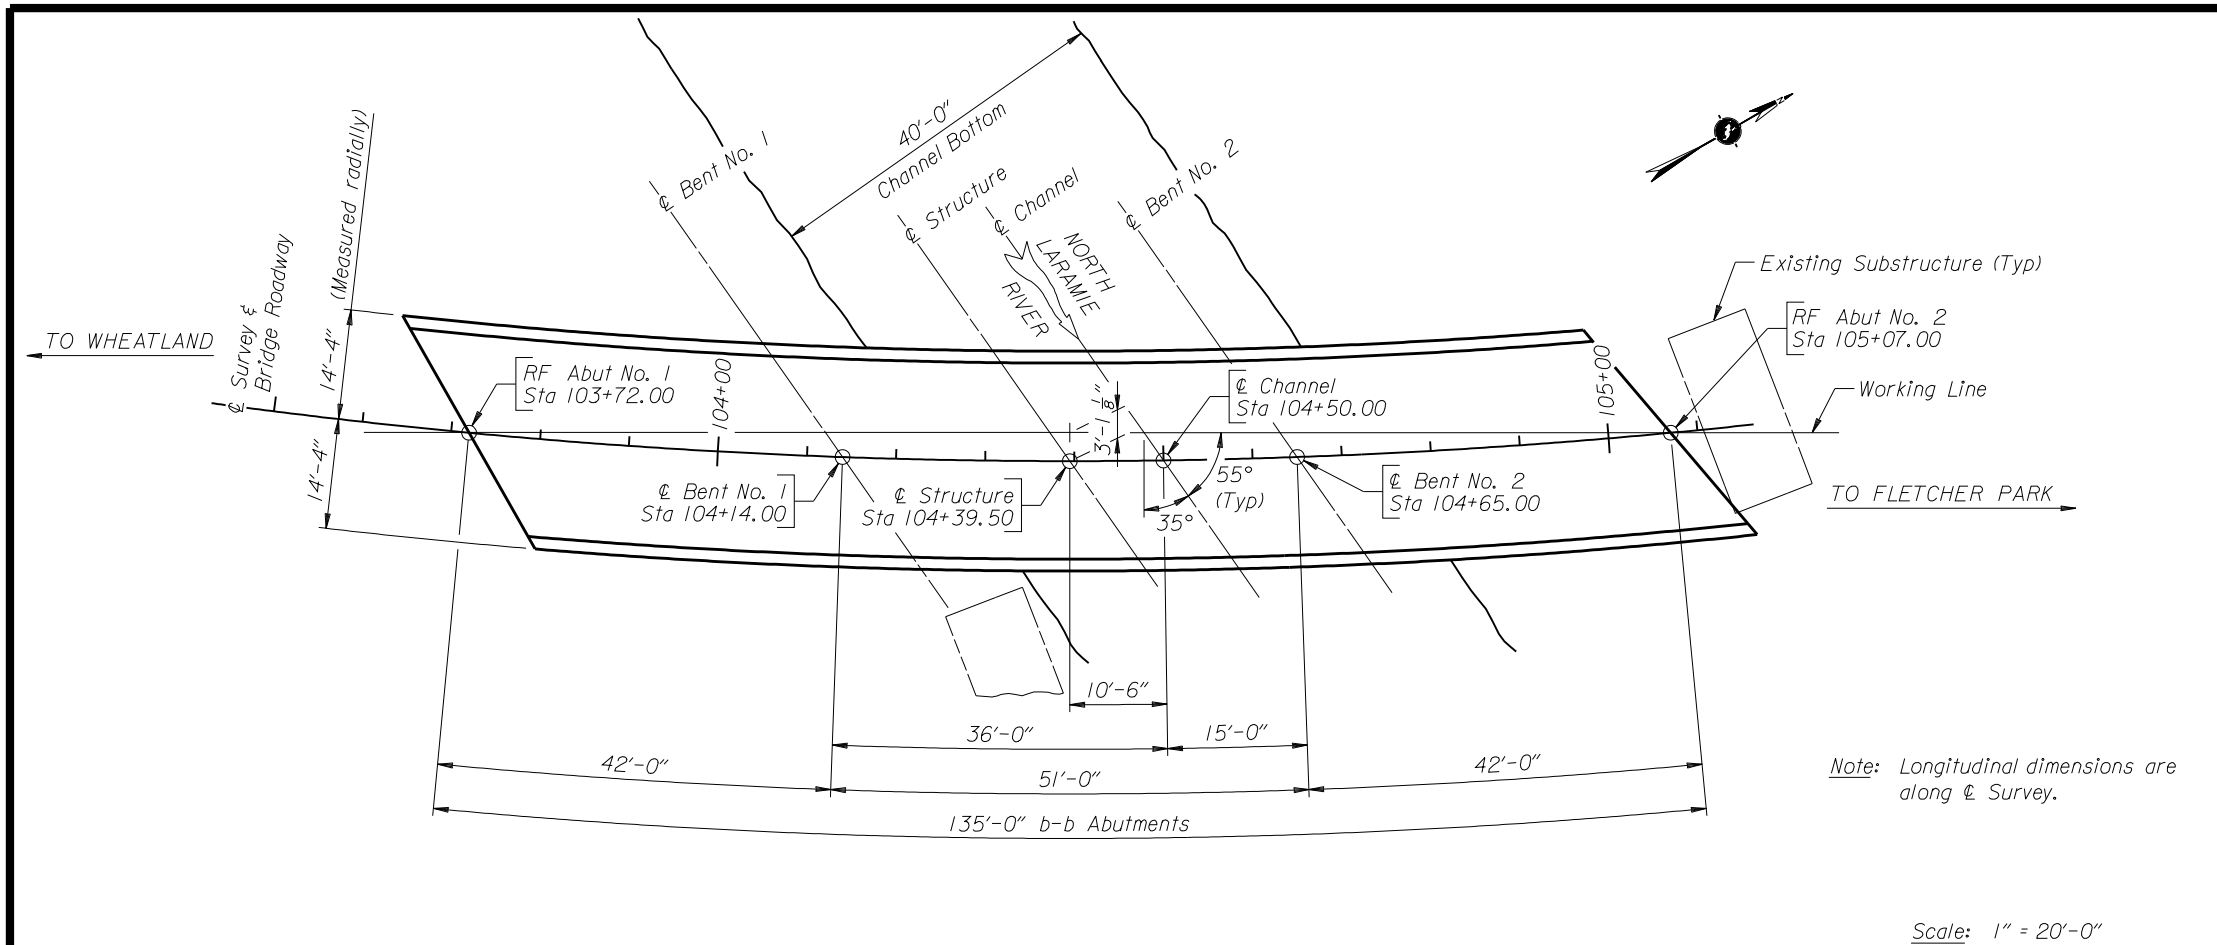 40'-0"
Channel Bottom
℄ Bent No. 1
℄ Structure
℄ Channel
℄ Bent No. 2
NORTH
LARAMIE
RIVER
N
14'-4" (Measured radially)
14'-4"
℄ Survey &
Bridge Roadway
TO WHEATLAND
RF Abut No. 1
Sta 103+72.00
104+00
3'-1 1/8"
℄ Channel
Sta 104+50.00
105+00
Existing Substructure (Typ)
RF Abut No. 2
Sta 105+07.00
Working Line
℄ Bent No. 1
Sta 104+14.00
℄ Structure
Sta 104+39.50
55°
(Typ)
35°
℄ Bent No. 2
Sta 104+65.00
TO FLETCHER PARK
10'-6"
36'-0"
15'-0"
42'-0"
51'-0"
42'-0"
135'-0" b-b Abutments
Note: Longitudinal dimensions are
along ℄ Survey.
Scale: 1" = 20'-0"